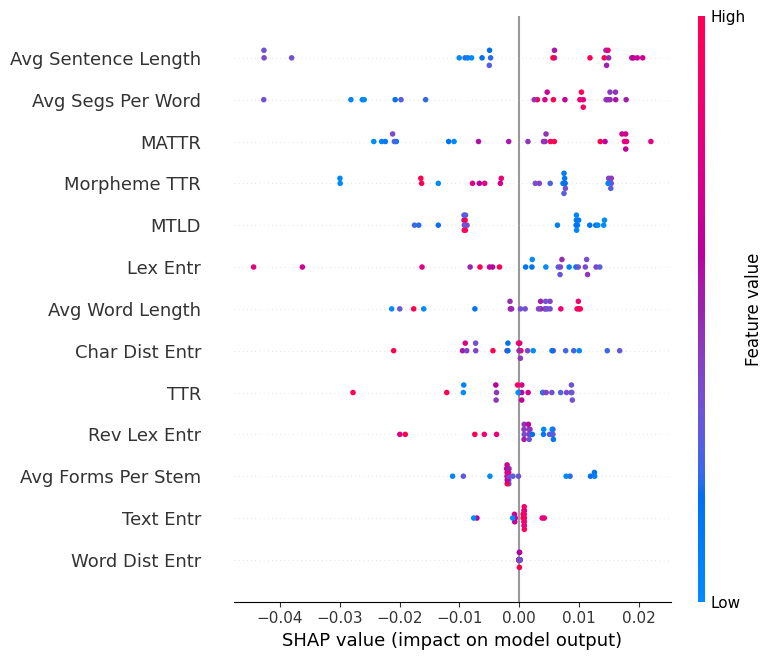 High
Avg Sentence Length
Avg Segs Per Word
MATTR
Morpheme TTR
MTLD
Lex Entr
Avg Word Length
Char Dist Entr
TTR
Rev Lex Entr
Avg Forms Per Stem
Text Entr
Word Dist Entr
Feature value
Low
−0.04 −0.03 −0.02 −0.01 0.00 0.01 0.02
SHAP value (impact on model output)